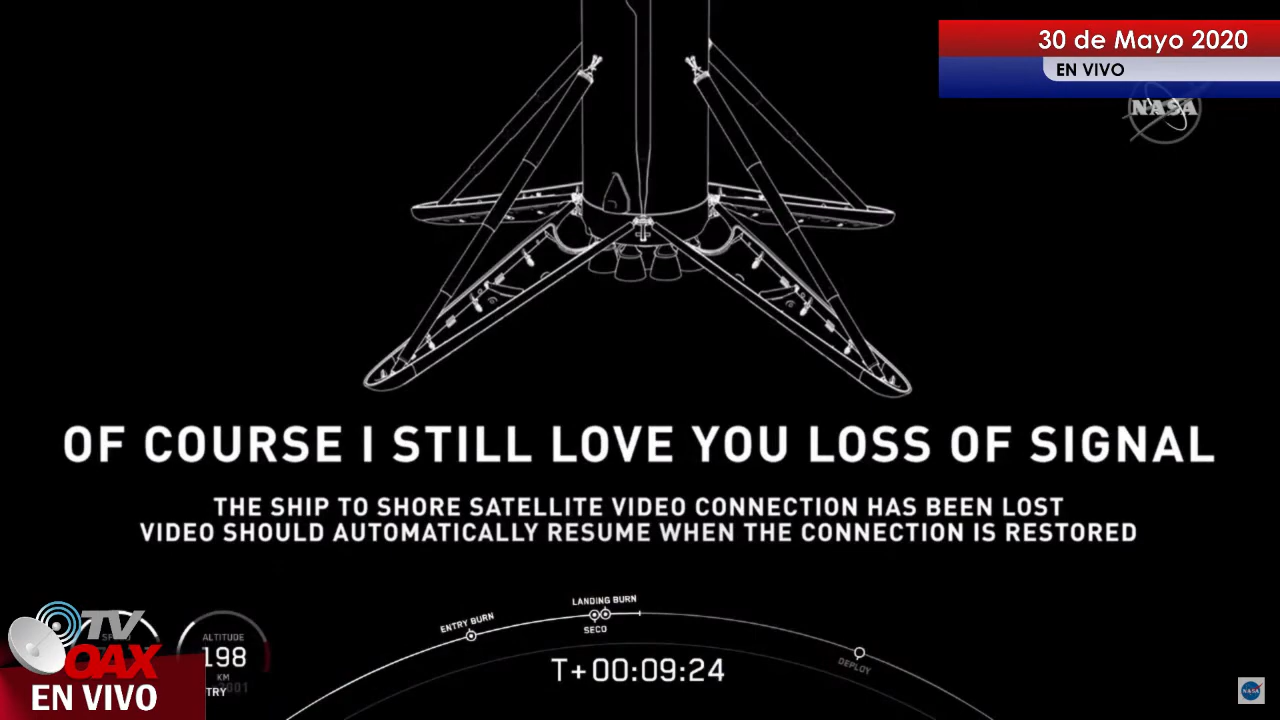 30 de Mayo 2020
EN VIVO
NASA
OF COURSE I STILL LOVE YOU LOSS OF SIGNAL
THE SHIP TO SHORE SATELLITE VIDEO CONNECTION HAS BEEN LOST
VIDEO SHOULD AUTOMATICALLY RESUME WHEN THE CONNECTION IS RESTORED
LANDING BURN
ENTRY BURN
SECO
DEPLOY
T+00:09:24
ALTITUDE
198
KM
TRY
TV
OAX
EN VIVO
NASA